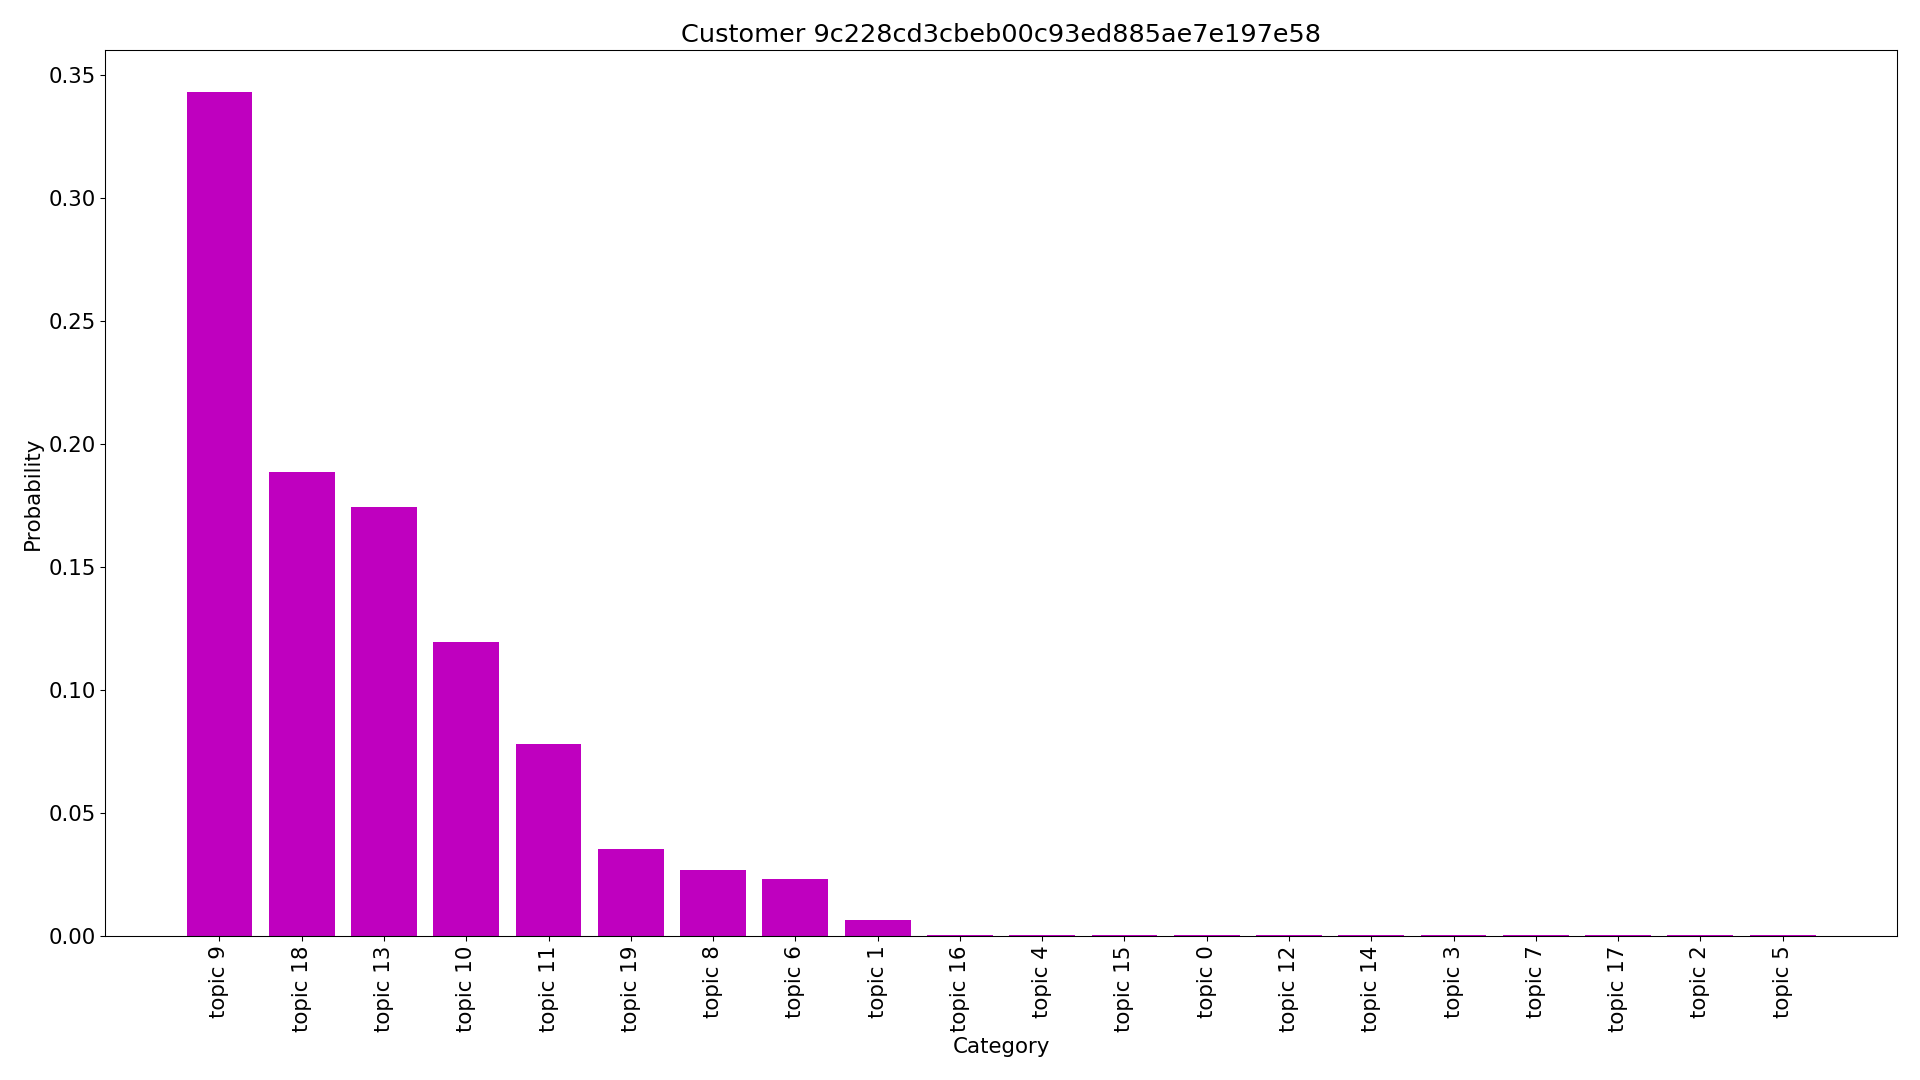 Customer 9c228cd3cbeb00c93ed885ae7e197e58
Probability
0.35
0.30
0.25
0.20
0.15
0.10
0.05
0.00
topic 9
topic 18
topic 13
topic 10
topic 11
topic 19
topic 8
topic 6
topic 1
topic 16
topic 4
topic 15
topic 0
topic 12
topic 14
topic 3
topic 7
topic 17
topic 2
topic 5
Category